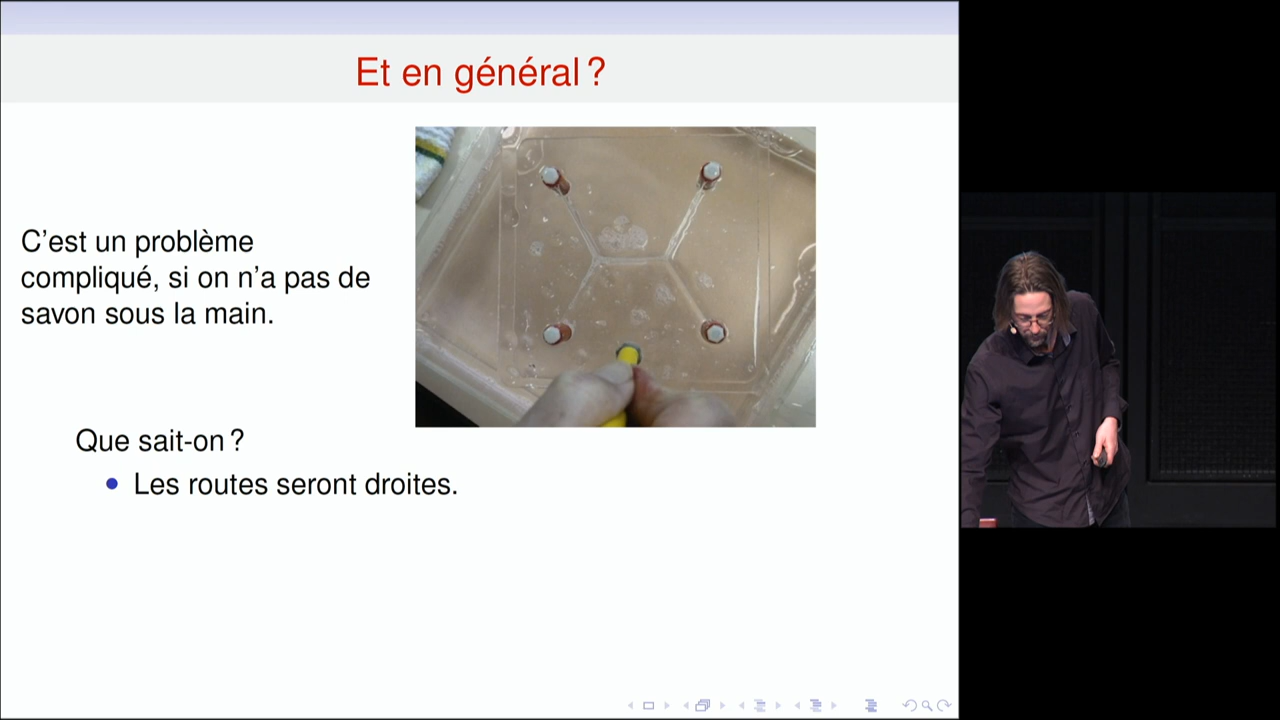 Et en général ?
C'est un problème
compliqué, si on n'a pas de
savon sous la main.
Que sait-on ?
• Les routes seront droites.